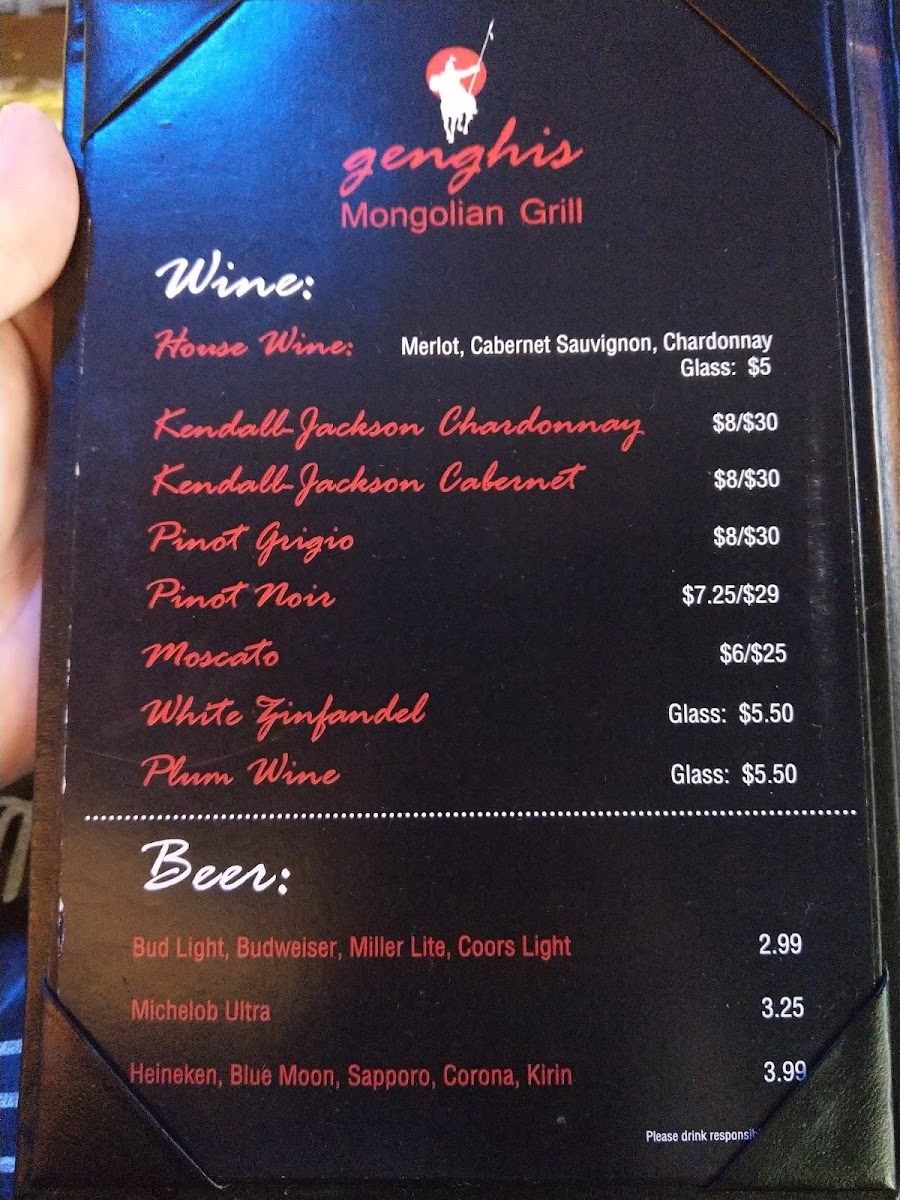 genghis
Mongolian Grill
Wine:
House Wine: Merlot, Cabernet Sauvignon, Chardonnay
Glass: $5
Kendall-Jackson Chardonnay $8/$30
Kendall-Jackson Cabernet $8/$30
Pinot Grigio $8/$30
Pinot Noir $7.25/$29
Moscato $6/$25
White Zinfandel Glass: $5.50
Plum Wine Glass: $5.50
Beer:
Bud Light, Budweiser, Miller Lite, Coors Light 2.99
Michelob Ultra 3.25
Heineken, Blue Moon, Sapporo, Corona, Kirin 3.99
Please drink